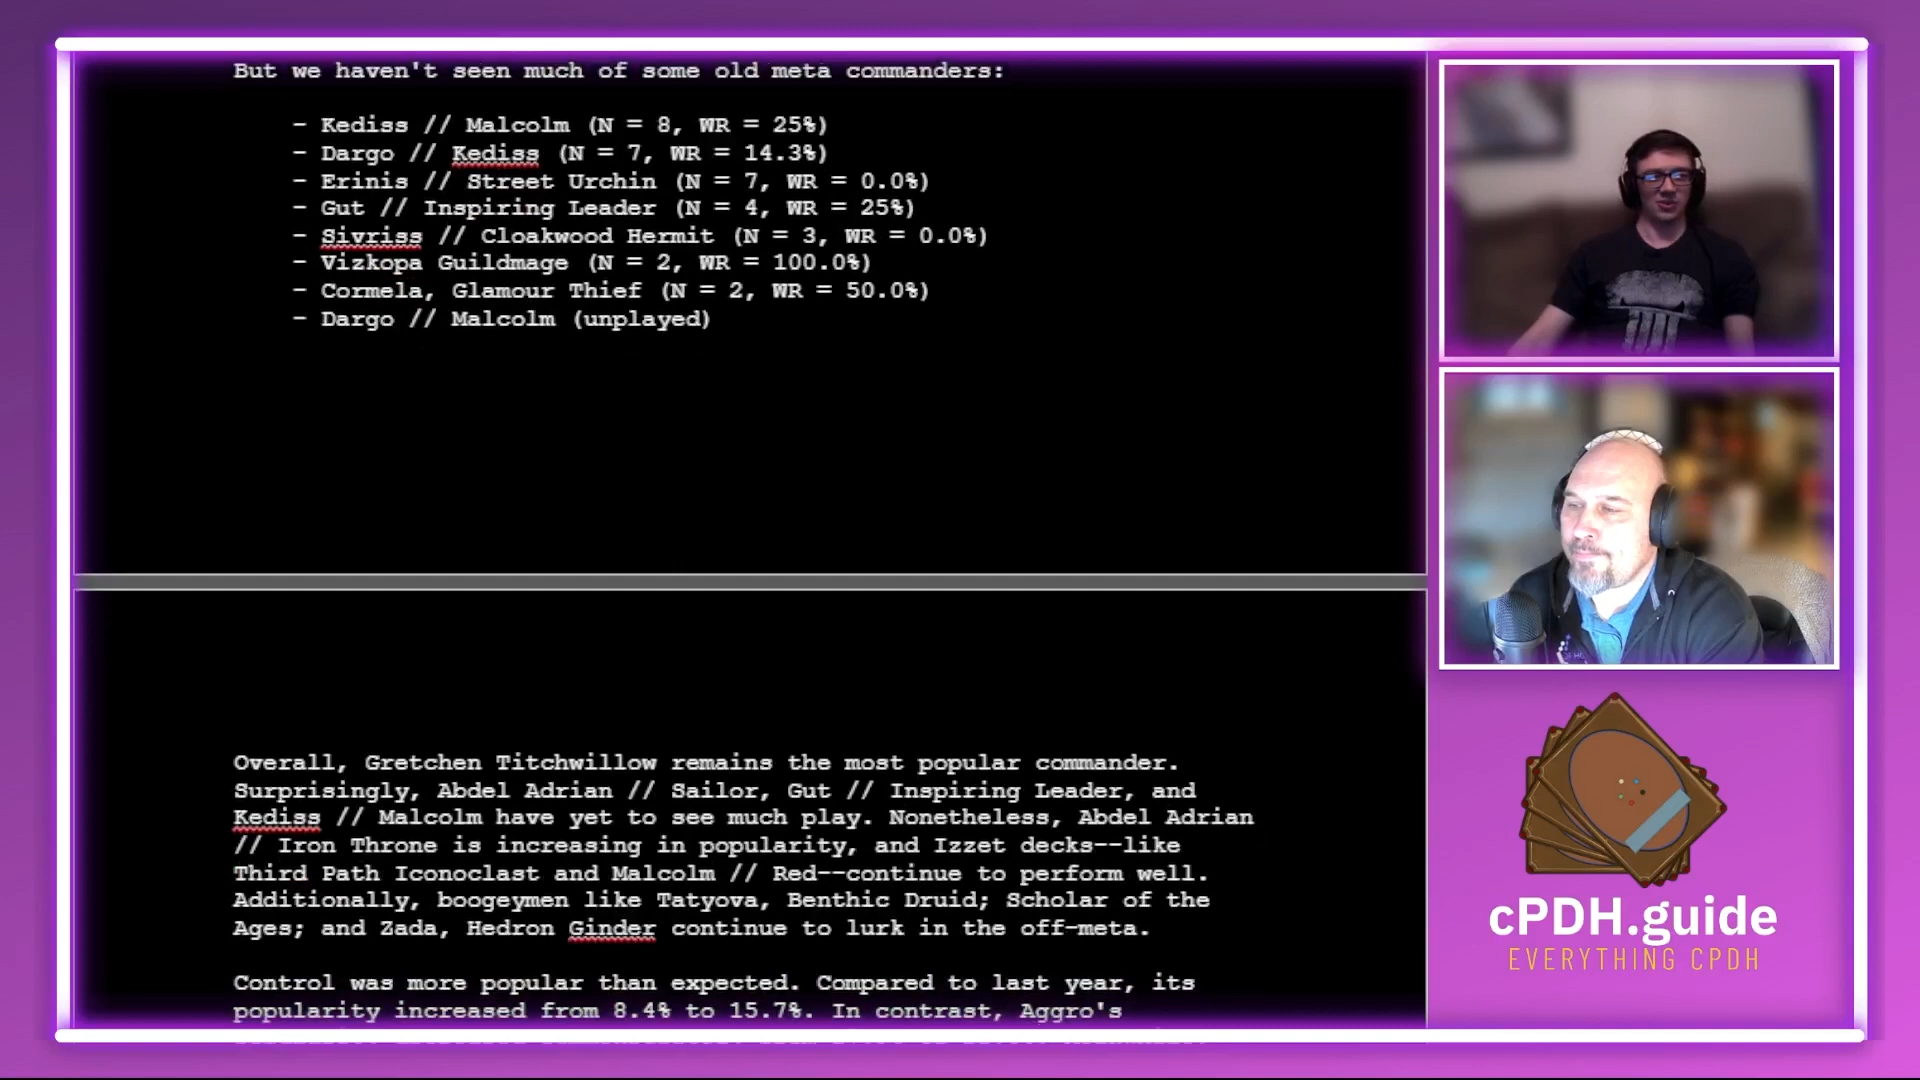 But we haven't seen much of some old meta commanders:
- Kediss // Malcolm (N = 8, WR = 25%)
- Dargo // Kediss (N = 7, WR = 14.3%)
- Erinis // Street Urchin (N = 7, WR = 0.0%)
- Gut // Inspiring Leader (N = 4, WR = 25%)
- Sivriss // Cloakwood Hermit (N = 3, WR = 0.0%)
- Vizkopa Guildmage (N = 2, WR = 100.0%)
- Cormela, Glamour Thief (N = 2, WR = 50.0%)
- Dargo // Malcolm (unplayed)
Overall, Gretchen Titchwillow remains the most popular commander.
Surprisingly, Abdel Adrian // Sailor, Gut // Inspiring Leader, and
Kediss // Malcolm have yet to see much play. Nonetheless, Abdel Adrian
// Iron Throne is increasing in popularity, and Izzet decks--like
Third Path Iconoclast and Malcolm // Red--continue to perform well.
Additionally, boogeymen like Tatyova, Benthic Druid; Scholar of the
Ages; and Zada, Hedron Ginder continue to lurk in the off-meta.
Control was more popular than expected. Compared to last year, its
popularity increased from 8.4% to 15.7%. In contrast, Aggro's
cPDH.guide
EVERYTHING CPDH